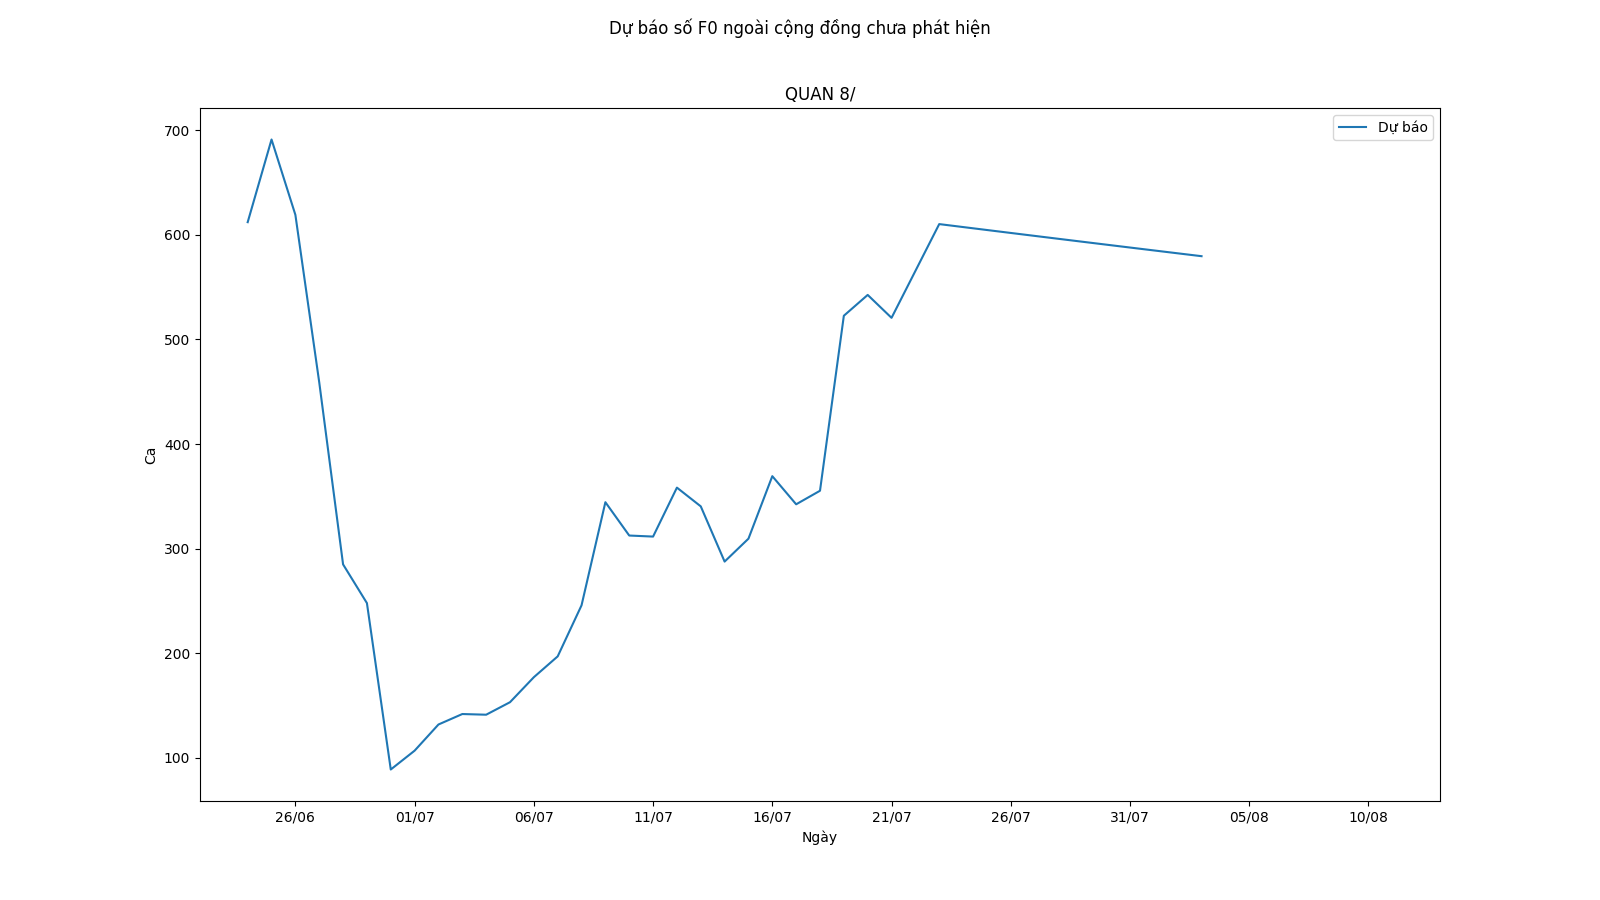 Dự báo số F0 ngoài cộng đồng chưa phát hiện
QUAN 8/
Dự báo
700
600
500
400
300
200
100
Ca
26/06 01/07 06/07 11/07 16/07 21/07 26/07 31/07 05/08 10/08
Ngày